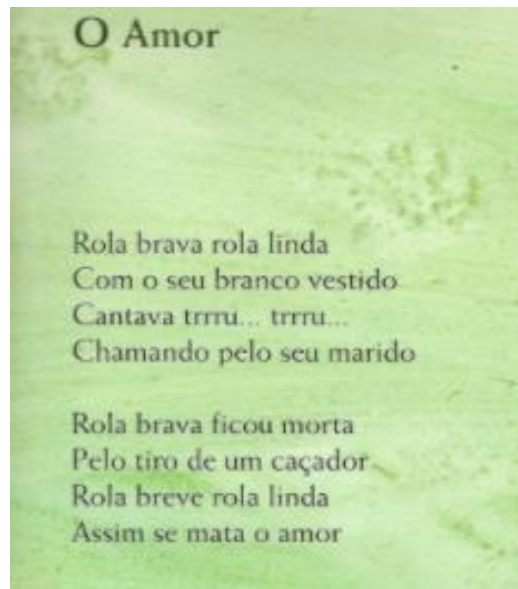 O Amor
Rola brava rola linda
Com o seu branco vestido
Cantava trrru... trrru...
Chamando pelo seu marido
Rola brava ficou morta
Pelo tiro de um caçador
Rola breve rola linda
Assim se mata o amor